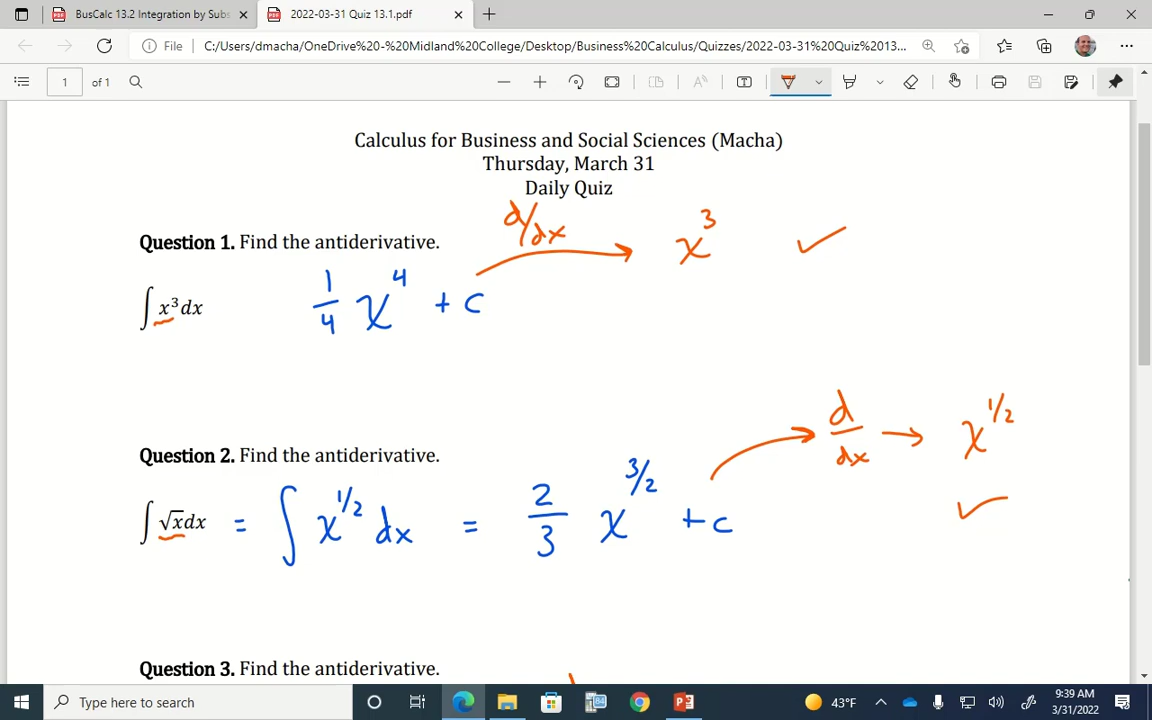 BusCalc 13.2 Integration by Subs
2022-03-31 Quiz 13.1.pdf
File C:/Users/dmacha/OneDrive%20-%20Midland%20College/Desktop/Business%20Calculus/Quizzes/2022-03-31%20Quiz%2013...
1 of 1
Calculus for Business and Social Sciences (Macha)
Thursday, March 31
Daily Quiz
Question 1. Find the antiderivative.
d/dx x³ ✓
∫ x³dx 1/4 x⁴ + c
Question 2. Find the antiderivative.
d/dx → x^1/2 ✓
∫ √x dx = ∫ x^1/2 dx = 2/3 x^3/2 + c
Question 3. Find the antiderivative.
Type here to search
43°F
9:39 AM
3/31/2022